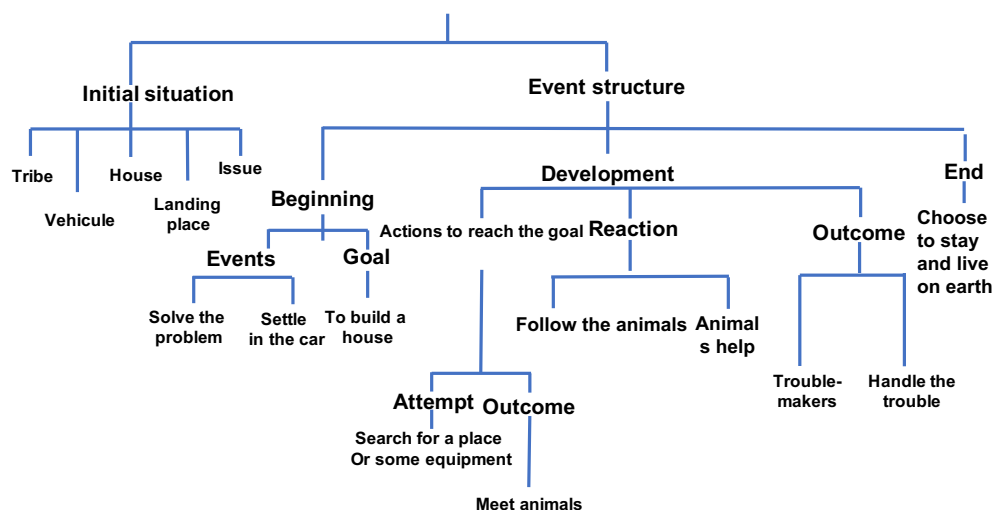 Initial situation
Event structure
Tribe
Vehicule
House
Landing
place
Issue
Beginning
Development
End
Events
Goal
Actions to reach the goal
Reaction
Outcome
Choose
to stay
and live
on earth
Solve the
problem
Settle
in the car
To build a
house
Follow the animals
Animal
s help
Trouble-
makers
Handle the
trouble
Attempt
Outcome
Search for a place
Or some equipment
Meet animals